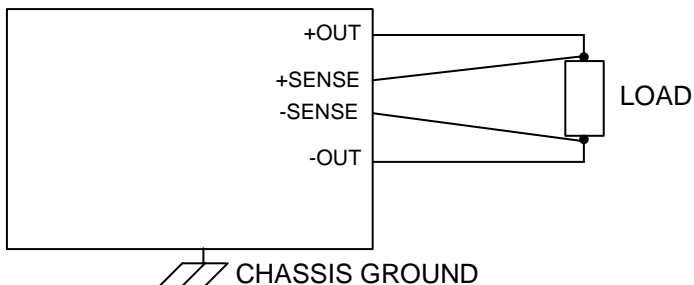 +OUT
+SENSE
-SENSE
-OUT
LOAD
CHASSIS GROUND